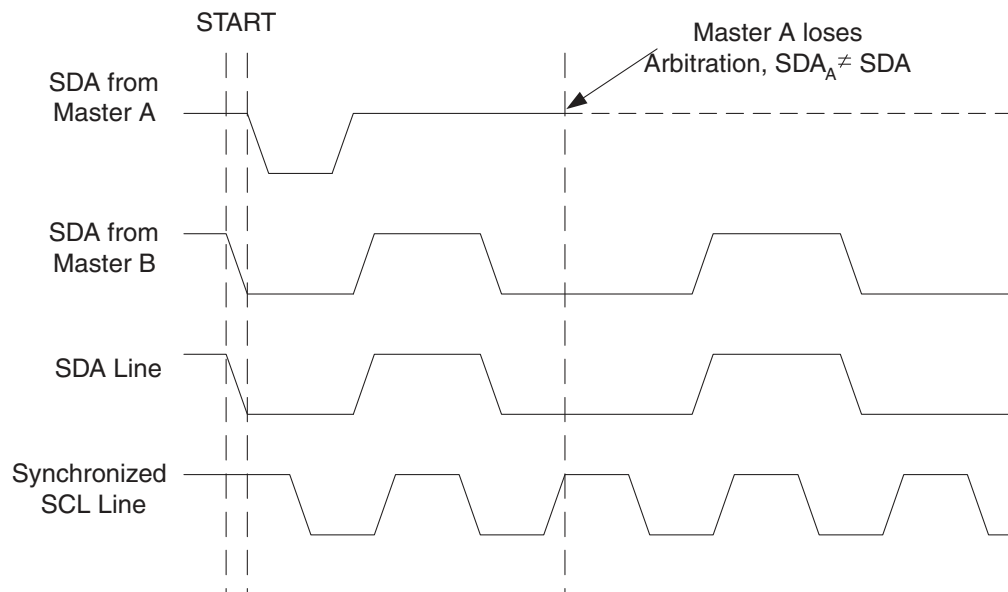 START
Master A loses
Arbitration, SDA_A ≠ SDA
SDA from
Master A
SDA from
Master B
SDA Line
Synchronized
SCL Line